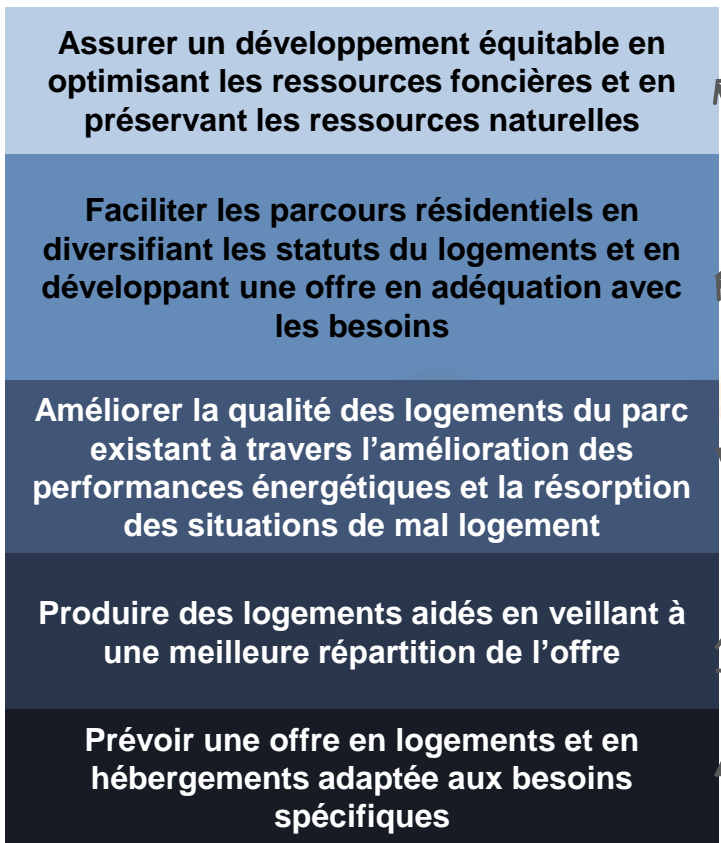 Assurer un développement équitable en
optimisant les ressources foncières et en
préservant les ressources naturelles
Faciliter les parcours résidentiels en
diversifiant les statuts du logements et en
développant une offre en adéquation avec
les besoins
Améliorer la qualité des logements du parc
existant à travers l’amélioration des
performances énergétiques et la résorption
des situations de mal logement
Produire des logements aidés en veillant à
une meilleure répartition de l’offre
Prévoir une offre en logements et en
hébergements adaptée aux besoins
spécifiques